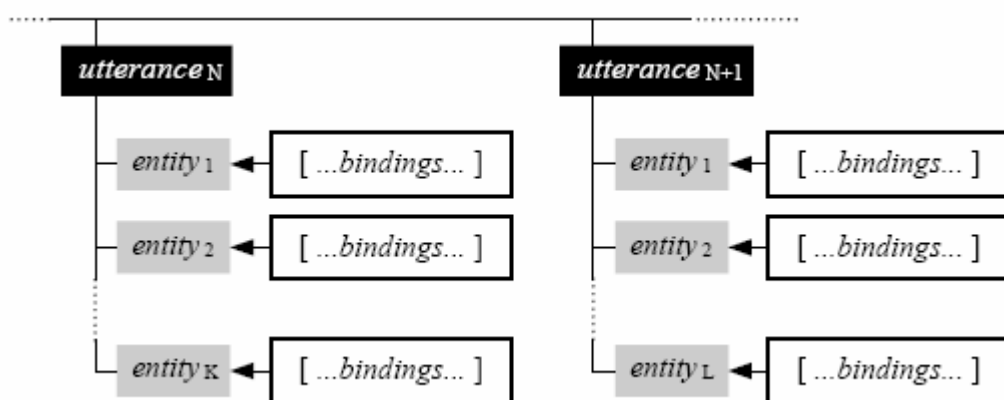 utterance N utterance N+1
entity 1 [ ...bindings... ] entity 1 [ ...bindings... ]
entity 2 [ ...bindings... ] entity 2 [ ...bindings... ]
entity K [ ...bindings... ] entity L [ ...bindings... ]